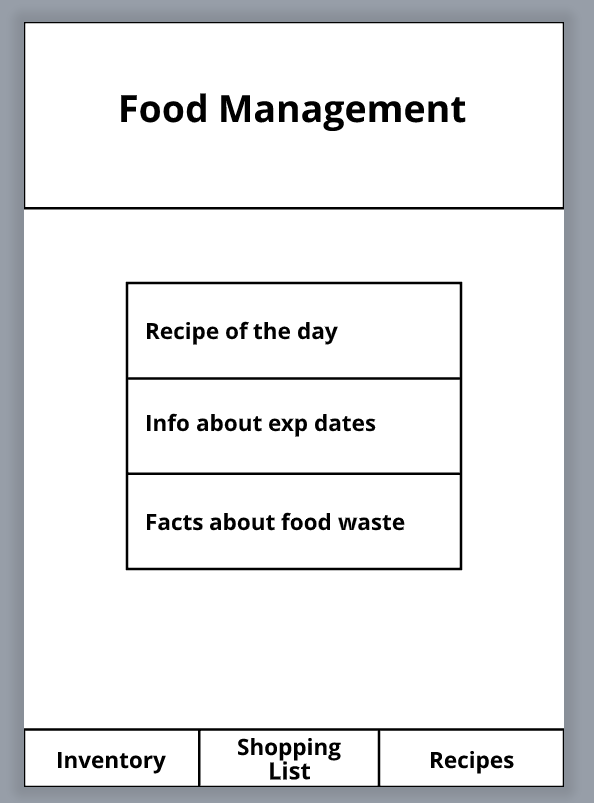 Food Management
Recipe of the day
Info about exp dates
Facts about food waste
Inventory
Shopping
List
Recipes